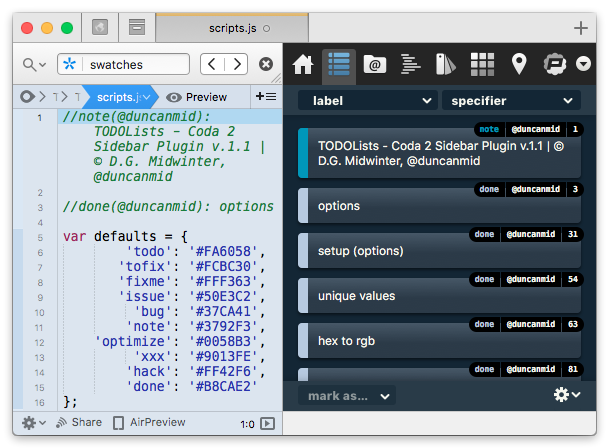 scripts.js
swatches
T T scripts.js Preview
label specifier
1 //note(@duncanmid):
TODOLists - Coda 2
Sidebar Plugin v.1.1 |
© D.G. Midwinter,
@duncanmid
2
3 //done(@duncanmid): options
4
5 var defaults = {
6 'todo': '#FA6058',
7 'tofix': '#FCBC30',
8 'fixme': '#FFF363',
9 'issue': '#50E3C2',
10 'bug': '#37CA41',
11 'note': '#3792F3',
12 'optimize': '#0058B3',
13 'xxx': '#9013FE',
14 'hack': '#FF42F6',
15 'done': '#B8CAE2'
16 };
Share AirPreview 1:0
note @duncanmid 1
TODOLists - Coda 2 Sidebar Plugin v.1.1 | ©
D.G. Midwinter, @duncanmid
done @duncanmid 3
options
done @duncanmid 31
setup (options)
done @duncanmid 54
unique values
done @duncanmid 63
hex to rgb
done @duncanmid 81
mark as...